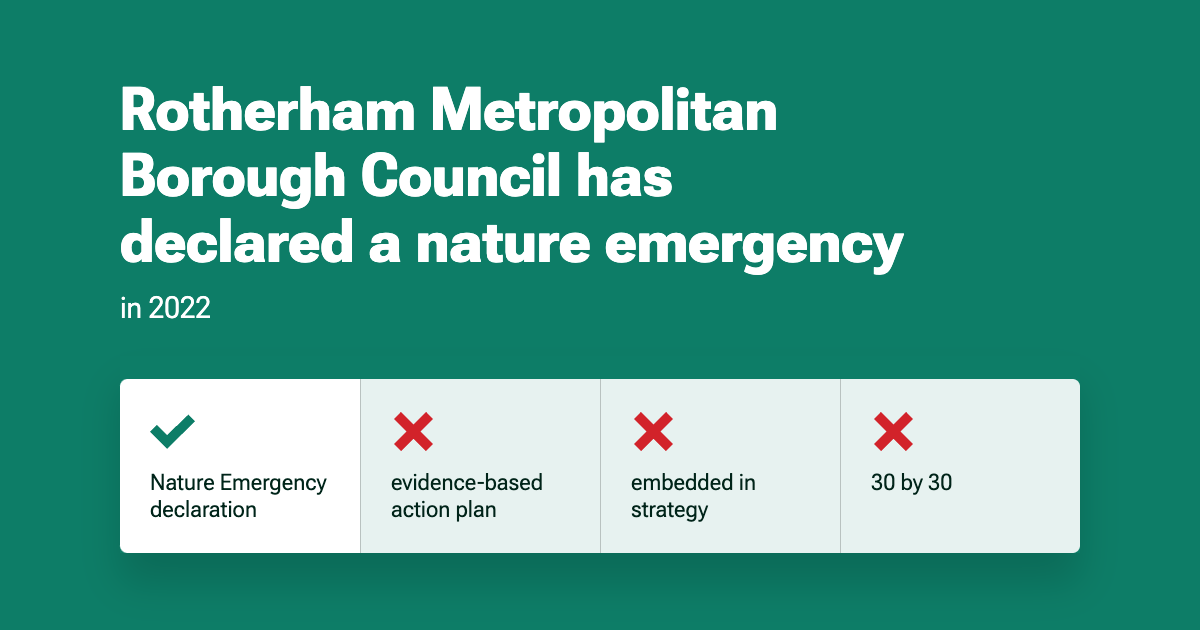 Rotherham Metropolitan
Borough Council has
declared a nature emergency
in 2022
Nature Emergency
declaration
evidence-based
action plan
embedded in
strategy
30 by 30